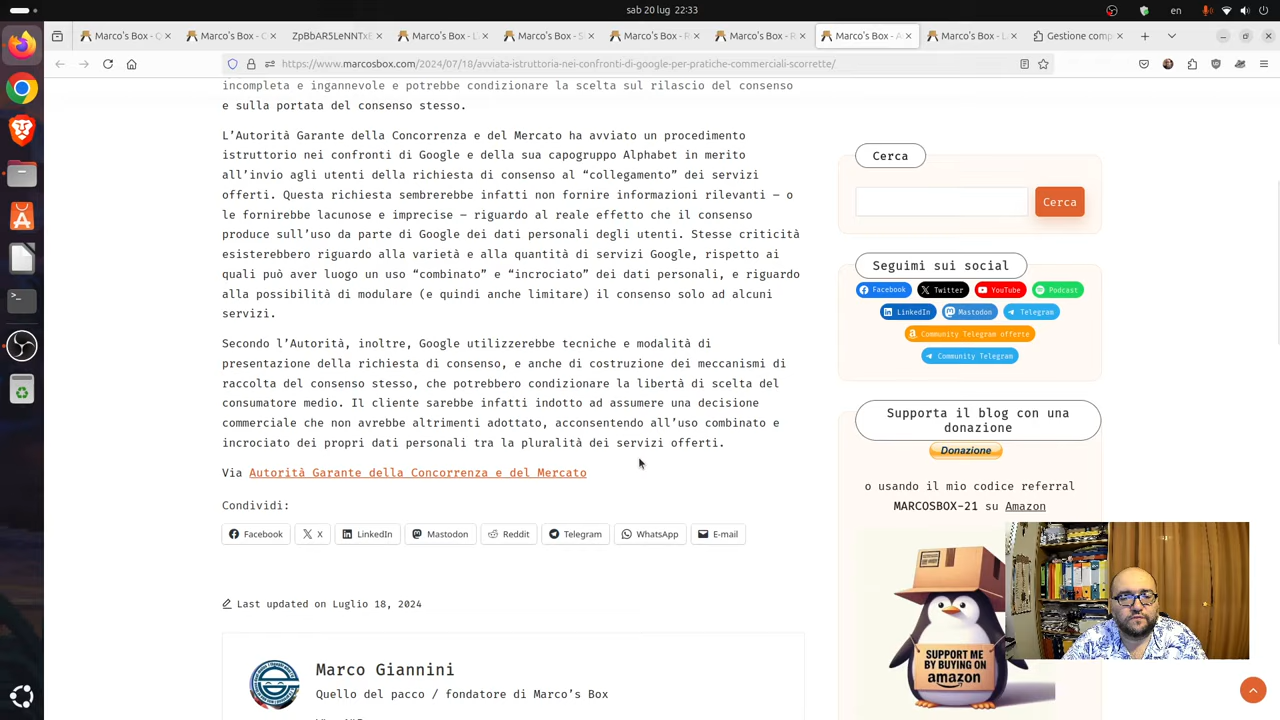 sab 20 lug 22:33
en
Marco's Box - C
Marco's Box - C
ZpBbAR5LeNNTxE
Marco's Box - L
Marco's Box - S
Marco's Box - R
Marco's Box - R
Marco's Box - A
Marco's Box - L
Gestione comp
https://www.marcosbox.com/2024/07/18/avviata-istruttoria-nei-confronti-di-google-per-pratiche-commerciali-scorrette/
incompleta e ingannevole e potrebbe condizionare la scelta sul rilascio del consenso
e sulla portata del consenso stesso.
L’Autorità Garante della Concorrenza e del Mercato ha avviato un procedimento
istruttorio nei confronti di Google e della sua capogruppo Alphabet in merito
all’invio agli utenti della richiesta di consenso al “collegamento” dei servizi
offerti. Questa richiesta sembrerebbe infatti non fornire informazioni rilevanti – o
le fornirebbe lacunose e imprecise – riguardo al reale effetto che il consenso
produce sull’uso da parte di Google dei dati personali degli utenti. Stesse criticità
esisterebbero riguardo alla varietà e alla quantità di servizi Google, rispetto ai
quali può aver luogo un uso “combinato” e “incrociato” dei dati personali, e riguardo
alla possibilità di modulare (e quindi anche limitare) il consenso solo ad alcuni
servizi.
Secondo l’Autorità, inoltre, Google utilizzerebbe tecniche e modalità di
presentazione della richiesta di consenso, e anche di costruzione dei meccanismi di
raccolta del consenso stesso, che potrebbero condizionare la libertà di scelta del
consumatore medio. Il cliente sarebbe infatti indotto ad assumere una decisione
commerciale che non avrebbe altrimenti adottato, acconsentendo all’uso combinato e
incrociato dei propri dati personali tra la pluralità dei servizi offerti.
Via Autorità Garante della Concorrenza e del Mercato
Condividi:
Facebook
X
LinkedIn
Mastodon
Reddit
Telegram
WhatsApp
E-mail
Last updated on Luglio 18, 2024
Marco Giannini
Quello del pacco / fondatore di Marco’s Box
Cerca
Cerca
Seguimi sui social
Facebook
Twitter
YouTube
Podcast
LinkedIn
Mastodon
Telegram
Community Telegram offerte
Community Telegram
Supporta il blog con una
donazione
Donazione
o usando il mio codice referral
MARCOSBOX-21 su Amazon
SUPPORT ME
BY BUYING ON
amazon